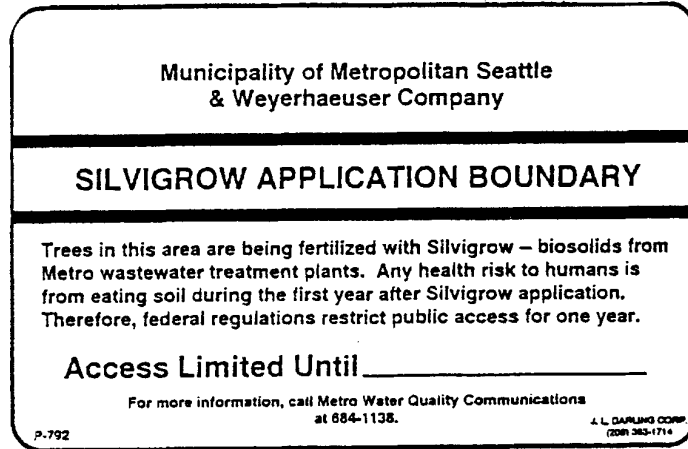 Municipality of Metropolitan Seattle
& Weyerhaeuser Company
SILVIGROW APPLICATION BOUNDARY
Trees in this area are being fertilized with Silvigrow – biosolids from
Metro wastewater treatment plants. Any health risk to humans is
from eating soil during the first year after Silvigrow application.
Therefore, federal regulations restrict public access for one year.
Access Limited Until
For more information, call Metro Water Quality Communications
at 684-1138.
P-792
J. L. DARLING CORP.
(206) 383-1714